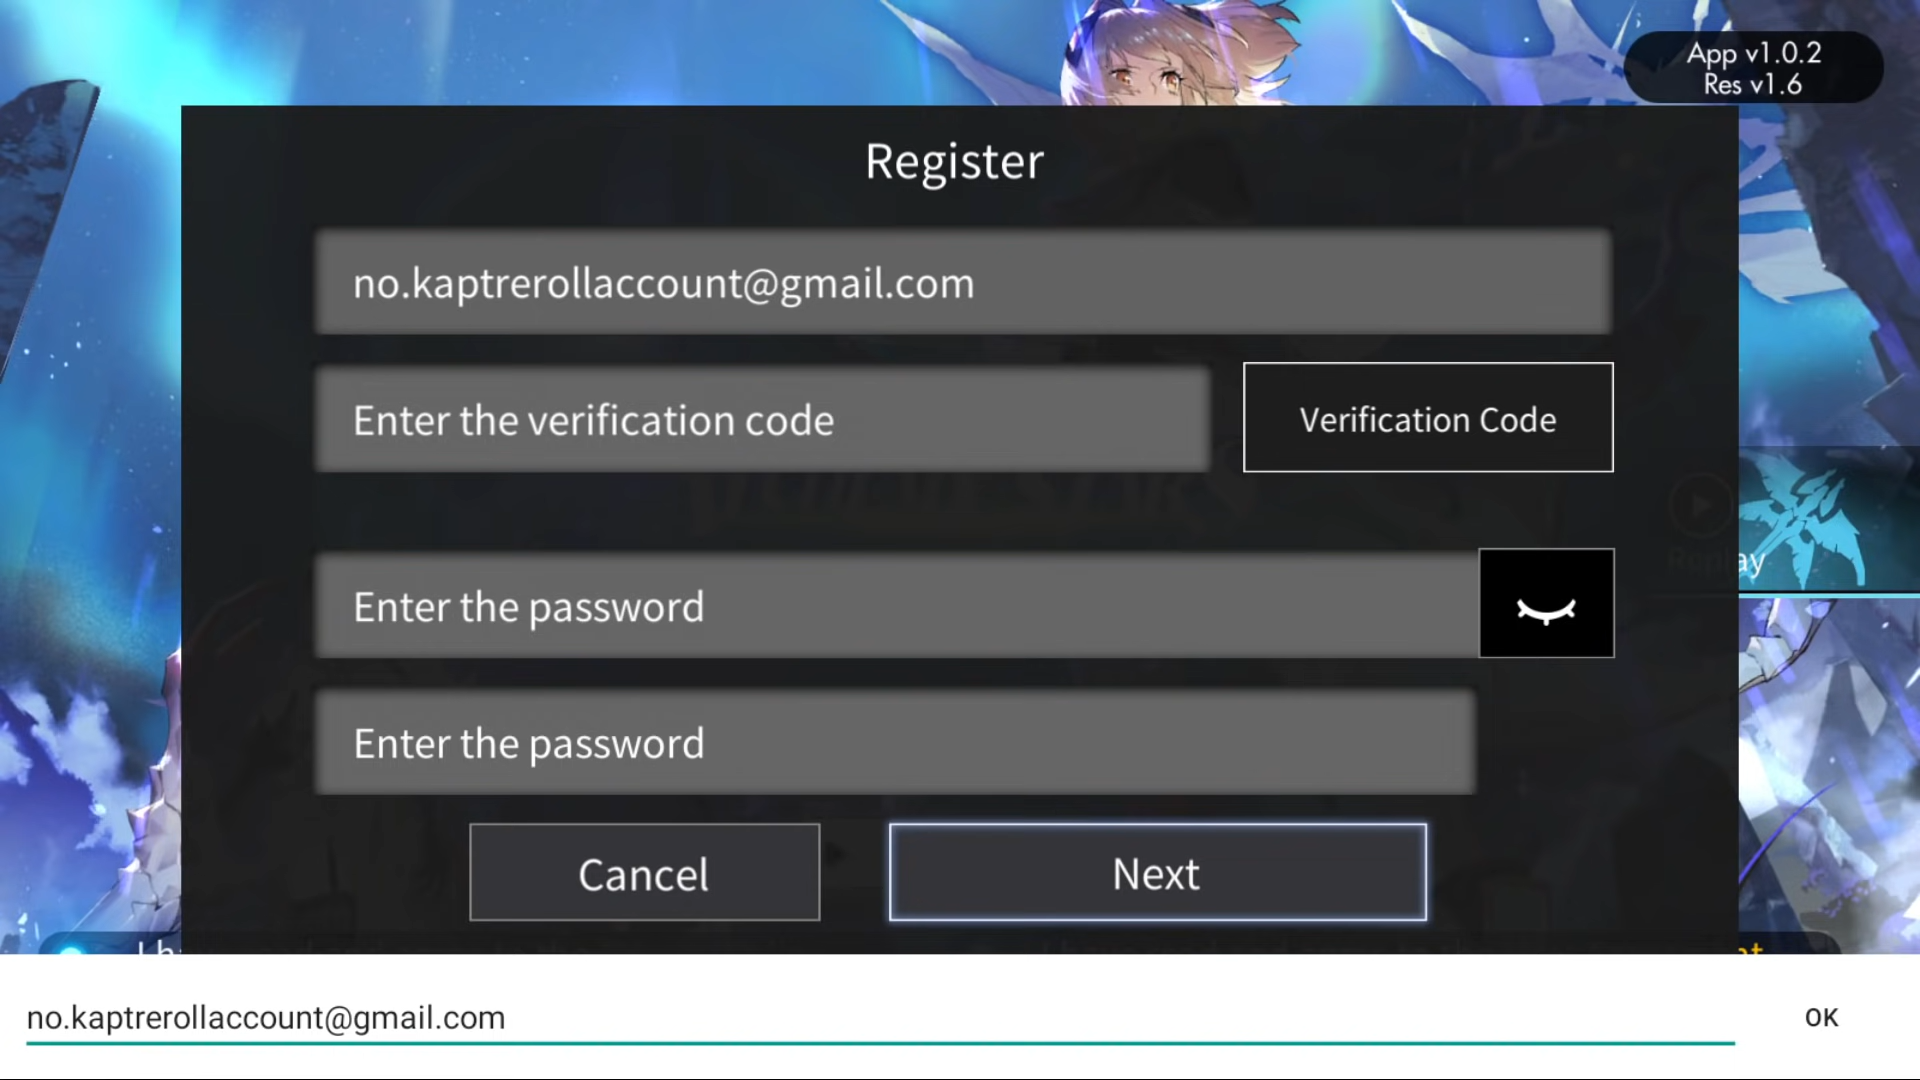 App v1.0.2
Res v1.6
Register
no.kaptrerollaccount@gmail.com
Enter the verification code
Verification Code
Enter the password
Enter the password
Cancel
Next
no.kaptrerollaccount@gmail.com
OK